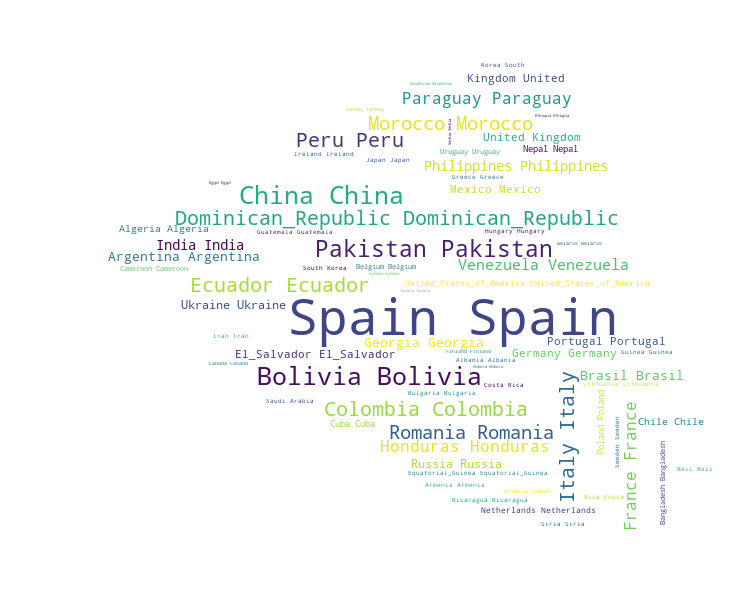 Korea South
Kingdom United
Kazakhstan Kazakhstan
Paraguay Paraguay
Turkey Turkey
Ethiopia Ethiopia
Morocco Morocco
Serbia Serbia
Peru Peru
United Kingdom
Nepal Nepal
Uruguay Uruguay
Ireland Ireland
Japan Japan
Philippines Philippines
Greece Greece
Egypt Egypt
Mexico Mexico
China China
Dominican_Republic Dominican_Republic
Algeria Algeria
Guatemala Guatemala
Hungary Hungary
India India
Pakistan Pakistan
Belarus Belarus
Argentina Argentina
Cameroon Cameroon
South Korea
Belgium Belgium
Venezuela Venezuela
Ecuador Ecuador
United_States_of_America United_States_of_America
Ukraine Ukraine
Spain Spain
Iran Iran
Georgia Georgia
Portugal Portugal
El_Salvador El_Salvador
Finland Finland
Germany Germany
Guinea Guinea
Albania Albania
Canada Canada
Andorra Andorra
Bolivia Bolivia
Costa Rica
Brasil Brasil
Lithuania Lithuania
Bulgaria Bulgaria
Saudi Arabia
Colombia Colombia
Italy Italy
Poland Poland
France France
Cuba Cuba
Chile Chile
Romania Romania
Sweden Sweden
Honduras Honduras
Bangladesh Bangladesh
Russia Russia
Mali Mali
Equatorial_Guinea Equatorial_Guinea
Armenia Armenia
Arabia Saudi
Nicaragua Nicaragua
Rica Costa
Netherlands Netherlands
Siria Siria